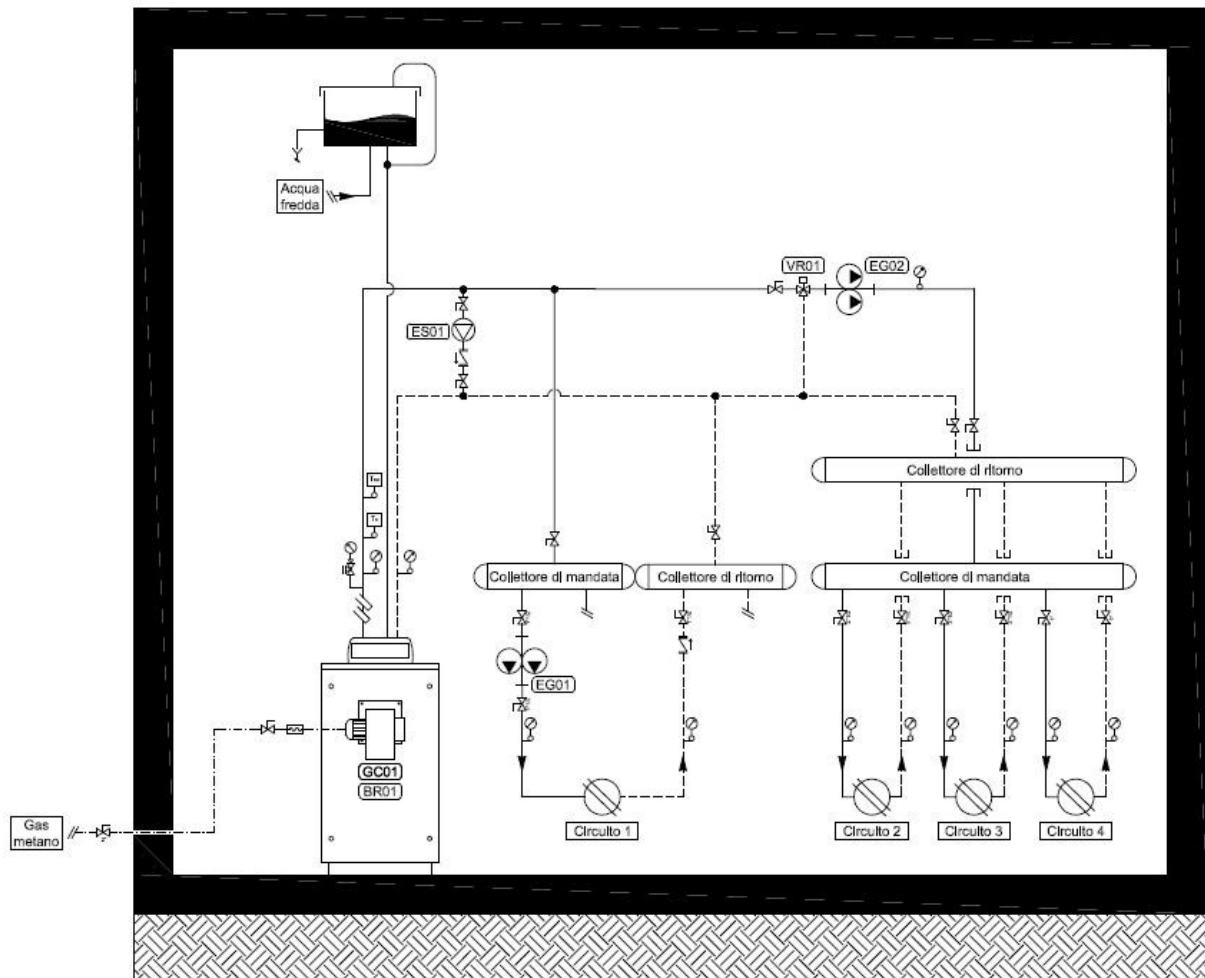 Acqua
fredda
VR01
EG02
ES01
Collettore di ritorno
Collettore di mandata
Collettore di ritorno
Collettore di mandata
EG01
GC01
BR01
Gas
metano
Circuito 1
Circuito 2
Circuito 3
Circuito 4